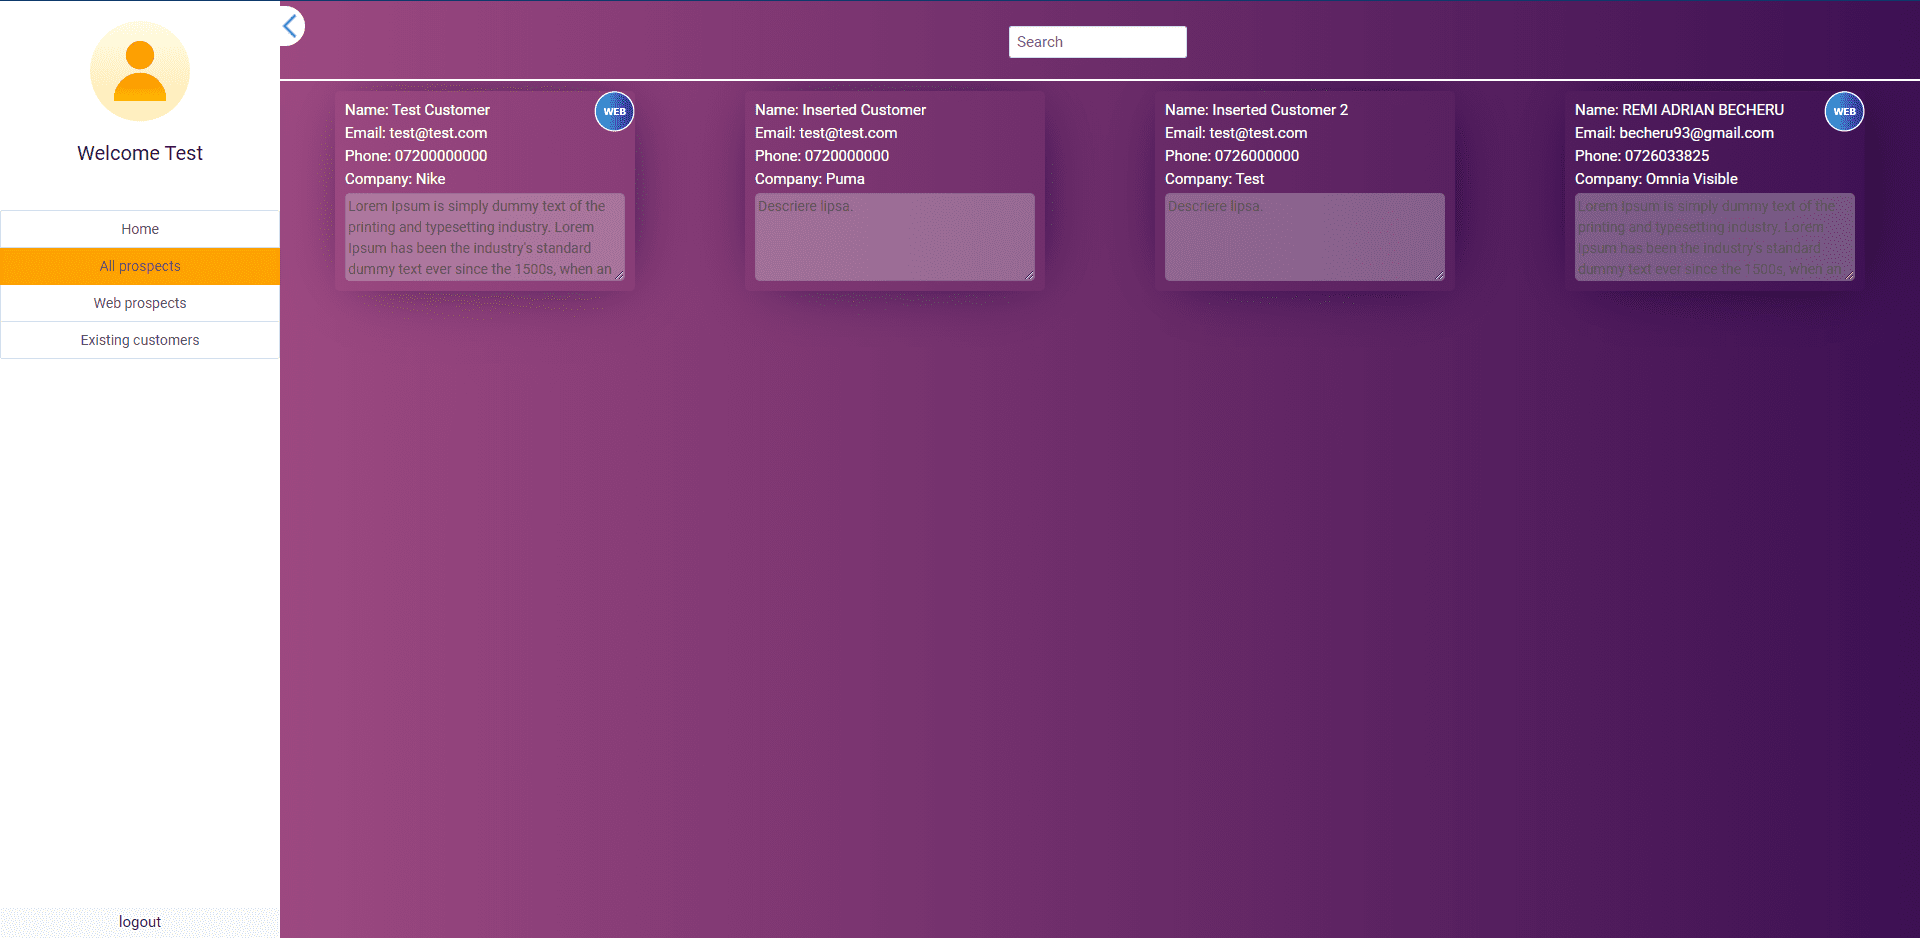 Welcome Test
Home
All prospects
Web prospects
Existing customers
logout
Search
Name: Test Customer
WEB
Email: test@test.com
Phone: 07200000000
Company: Nike
Lorem Ipsum is simply dummy text of the
printing and typesetting industry. Lorem
Ipsum has been the industry's standard
dummy text ever since the 1500s, when an
Name: Inserted Customer
Email: test@test.com
Phone: 0720000000
Company: Puma
Descriere lipsa.
Name: Inserted Customer 2
Email: test@test.com
Phone: 0726000000
Company: Test
Descriere lipsa.
Name: REMI ADRIAN BECHERU
WEB
Email: becheru93@gmail.com
Phone: 0726033825
Company: Omnia Visible
Lorem Ipsum is simply dummy text of the
printing and typesetting industry. Lorem
Ipsum has been the industry's standard
dummy text ever since the 1500s, when an